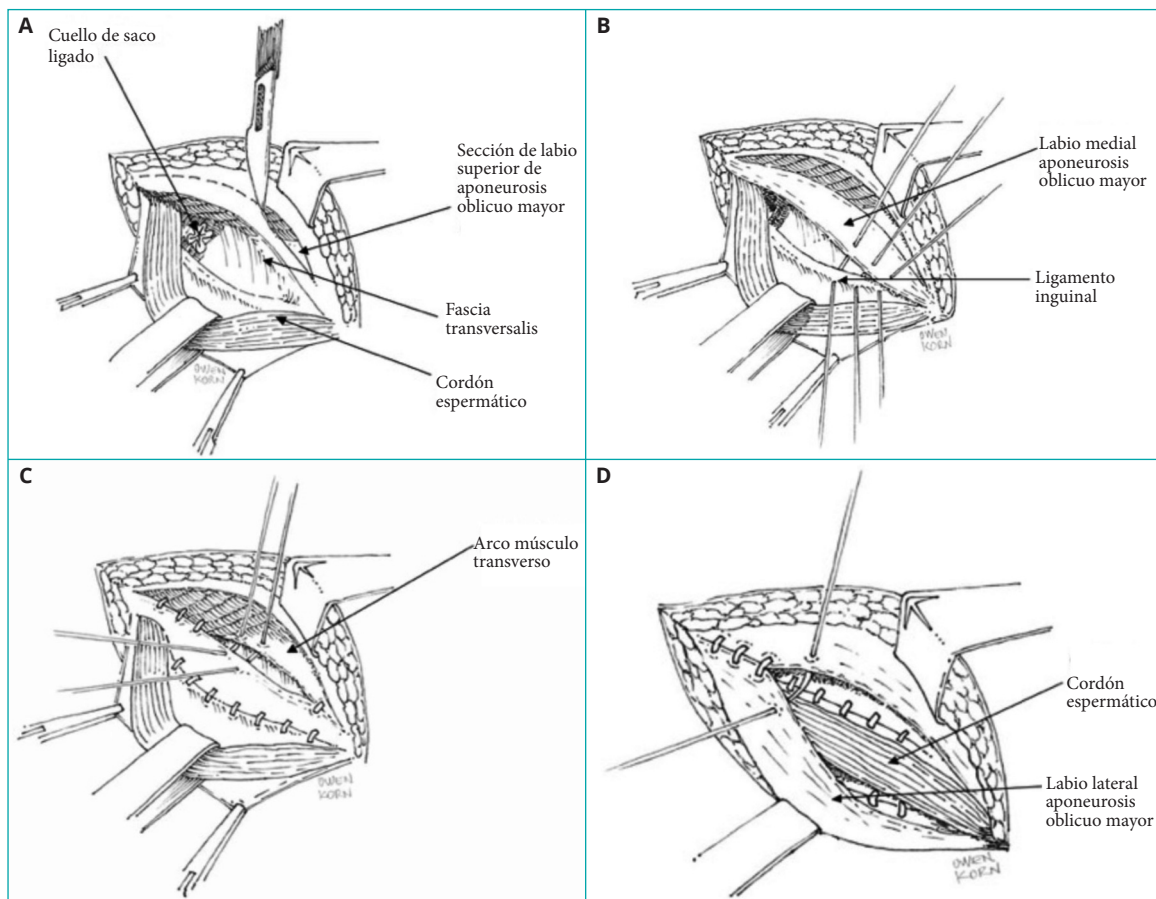 A
Cuello de saco
ligado
Sección de labio
superior de
aponeurosis
oblicuo mayor
Fascia
transversalis
Cordón
espermático
OWEN
KORN
B
Labio medial
aponeurosis
oblicuo mayor
Ligamento
inguinal
OWEN
KORN
C
Arco músculo
transverso
OWEN
KORN
D
Cordón
espermático
Labio lateral
aponeurosis
oblicuo mayor
OWEN
KORN